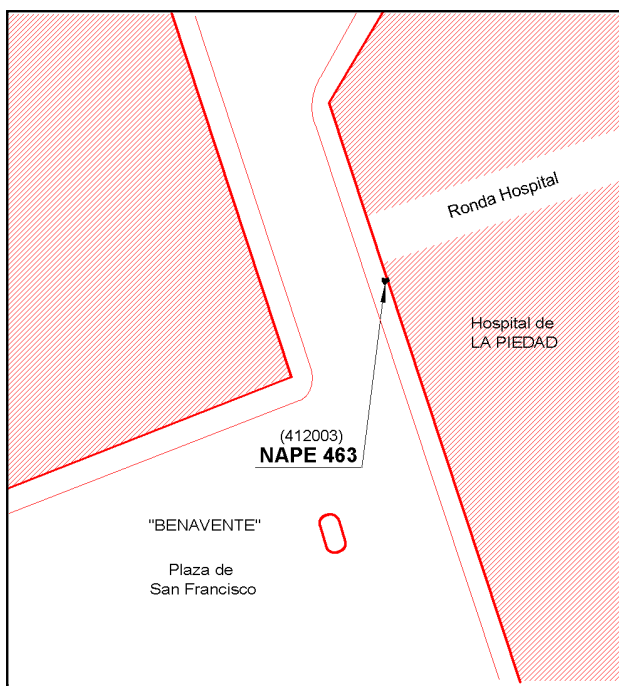 Ronda Hospital
Hospital de
LA PIEDAD
(412003)
NAPE 463
"BENAVENTE"
Plaza de
San Francisco